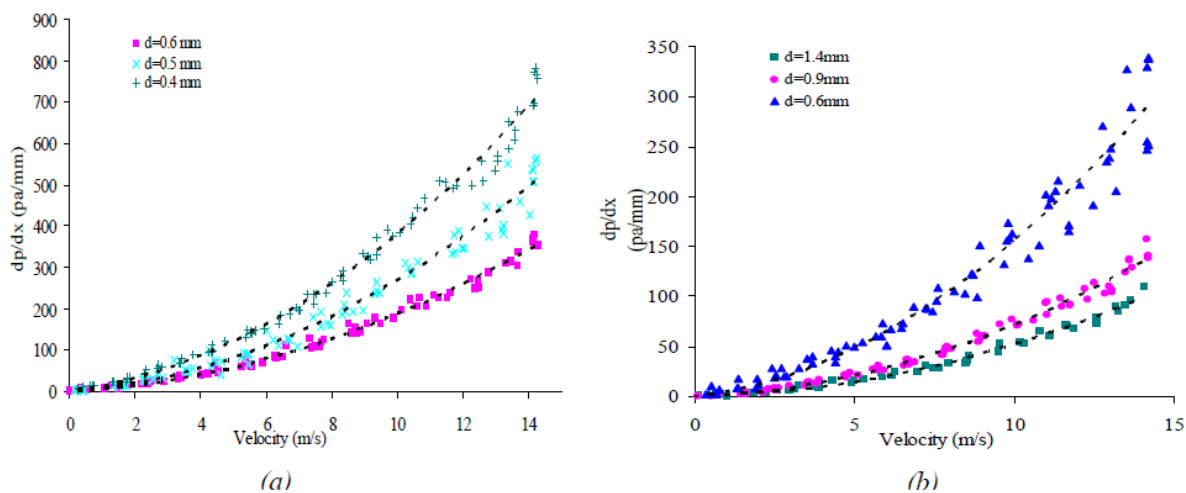 900
800
700
600
500
400
300
200
100
0
dp/dx (pa/mm)
d=0.6 mm
d=0.5 mm
d=0.4 mm
0 2 4 6 8 10 12 14
Velocity (m/s)
(a)
350
300
250
200
150
100
50
0
dp/dx
(pa/mm)
d=1.4mm
d=0.9mm
d=0.6mm
0 5 10 15
Velocity (m/s)
(b)